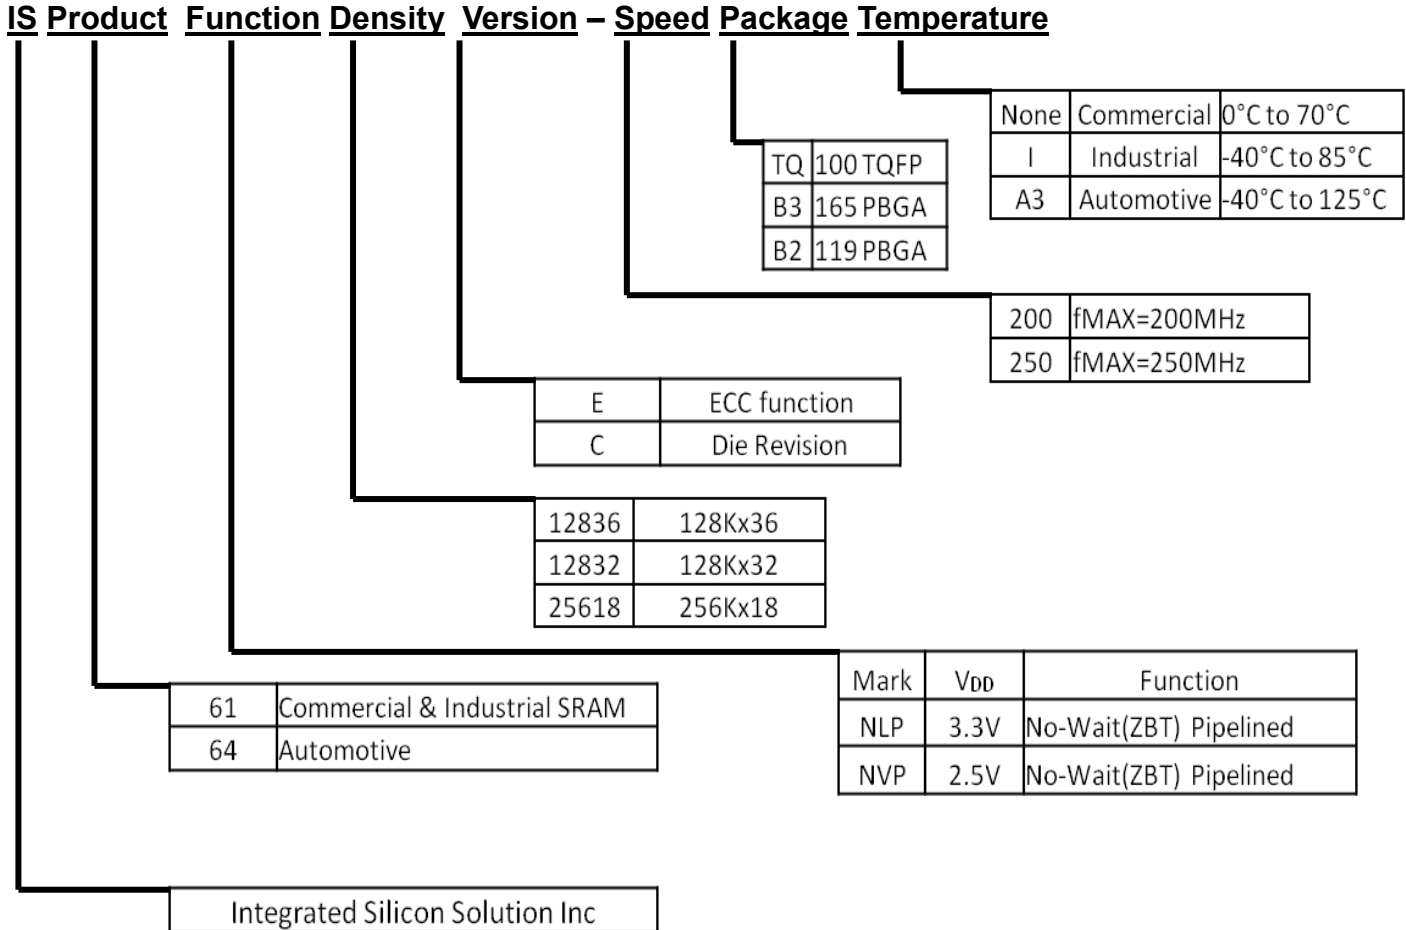 IS Product Function Density Version – Speed Package Temperature
None Commercial 0°C to 70°C
I Industrial -40°C to 85°C
A3 Automotive -40°C to 125°C
TQ 100 TQFP
B3 165 PBGA
B2 119 PBGA
200 fMAX=200MHz
250 fMAX=250MHz
E ECC function
C Die Revision
12836 128Kx36
12832 128Kx32
25618 256Kx18
Mark VDD Function
NLP 3.3V No-Wait(ZBT) Pipelined
NVP 2.5V No-Wait(ZBT) Pipelined
61 Commercial & Industrial SRAM
64 Automotive
Integrated Silicon Solution Inc